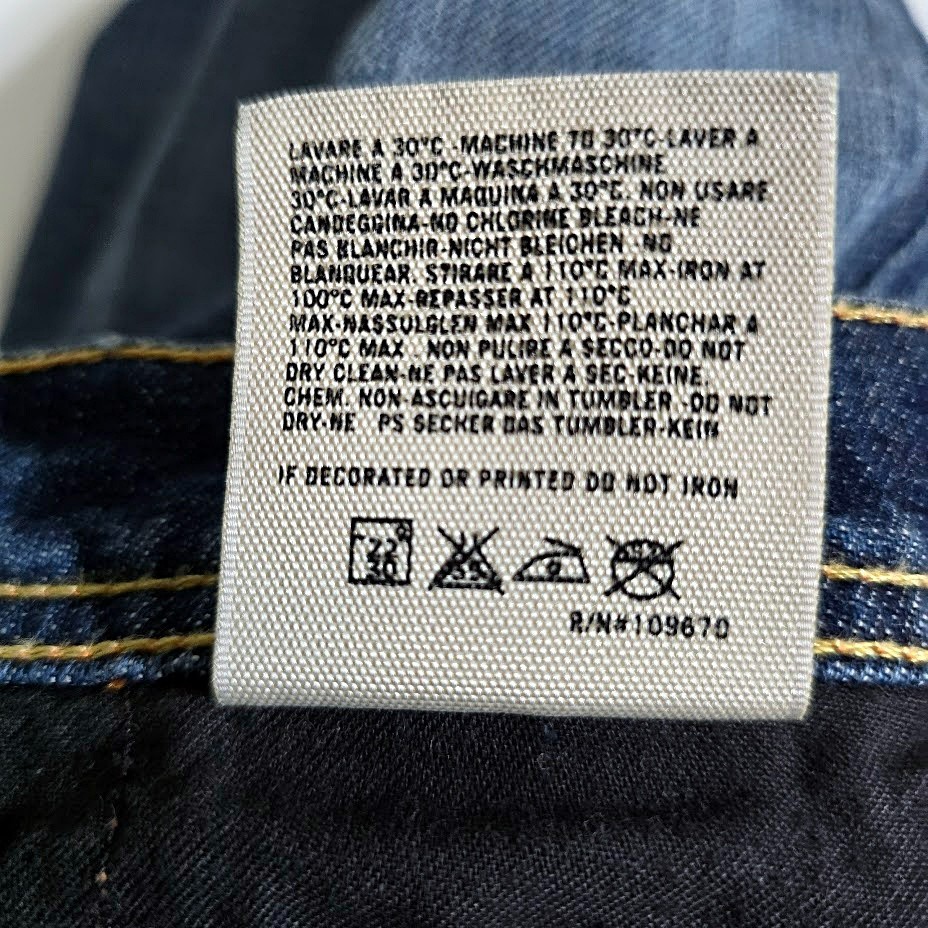 LAVARE A 30°C -MACHINE TO 30°C-LAVER A
MACHINE A 30°C-WASCHMASCHINE
30°C-LAVAR A MAQUINA A 30°C. NON USARE
CANDEGGINA-NO CHLORINE BLEACH-NE
PAS BLANCHIR-NICHT BLEICHEN -NO
BLANQUEAR. STIRARE A 110°C MAX-IRON AT
100°C MAX-REPASSER AT 110°C
MAX-NASSULGLEN MAX 110°C-PLANCHAR A
110°C MAX . NON PULIRE A SECCO-DO NOT
DRY CLEAN-NE PAS LAVER A SEC-KEINE.
CHEM. NON-ASCUIGARE IN TUMBLER -DO NOT
DRY-NE PS SECHER DAS TUMBLER-KEIN
IF DECORATED OR PRINTED DO NOT IRON
30
R/N#109670